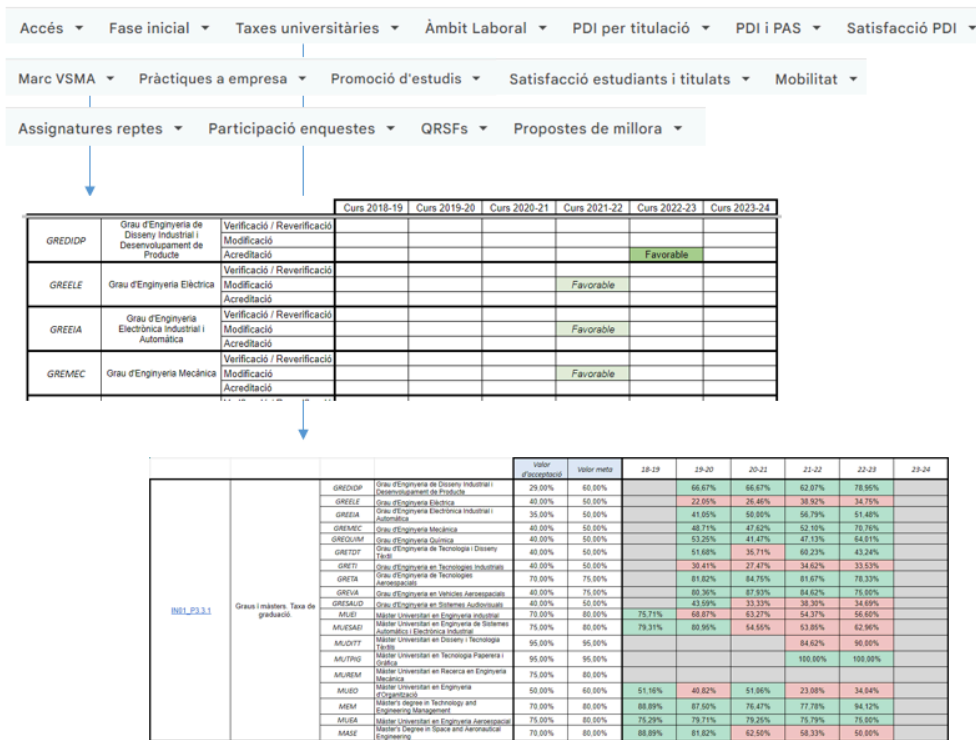 Accés Fase inicial Taxes universitàries Àmbit Laboral PDI per titulació PDI i PAS Satisfacció PDI
Marc VSMA Pràctiques a empresa Promoció d'estudis Satisfacció estudiants i titulats Mobilitat
Assignatures reptes Participació enquestes QRSFs Propostes de millora
Curs 2018-19 Curs 2019-20 Curs 2020-21 Curs 2021-22 Curs 2022-23 Curs 2023-24
GREDIDP
Grau d'Enginyeria de
Disseny Industrial i
Desenvolupament de
Producte
Verificació / Reverificació
Modificació
Acreditació Favorable
GREELE Grau d'Enginyeria Elèctrica
Verificació / Reverificació
Modificació Favorable
Acreditació
GREEIA
Grau d'Enginyeria
Electrònica Industrial i
Automàtica
Verificació / Reverificació
Modificació Favorable
Acreditació
GREMEC Grau d'Enginyeria Mecánica
Verificació / Reverificació
Modificació Favorable
Acreditació
Valor
d'acceptació
Valor meta 18-19 19-20 20-21 21-22 22-23 23-24
IN01_P3.3.1
Graus i màsters. Taxa de
graduació.
GREDIDP
Grau d'Enginyeria de Disseny Industrial i
Desenvolupament de Producte
29,00% 60,00% 66,67% 66,67% 62,07% 78,95%
GREELE Grau d'Enginyeria Elèctrica 40,00% 50,00% 22,05% 26,46% 38,92% 34,75%
GREEIA
Grau d'Enginyeria Electrònica Industrial i
Automàtica
35,00% 50,00% 41,05% 50,00% 56,79% 51,48%
GREMEC Grau d'Enginyeria Mecánica 40,00% 50,00% 48,71% 47,62% 52,10% 70,76%
GREQUIM Grau d'Enginyeria Química 40,00% 50,00% 53,25% 41,47% 47,13% 64,01%
GRETDT
Grau d'Enginyeria de Tecnologia i Disseny
Tèxtil
40,00% 50,00% 51,68% 35,71% 60,23% 43,24%
GRETI Grau d'Enginyeria en Tecnologies Industrials 40,00% 50,00% 30,41% 27,47% 34,62% 33,53%
GRETA
Grau d'Enginyeria de Tecnologies
Aeroespacials
70,00% 75,00% 81,82% 84,75% 81,67% 78,33%
GREVA Grau d'Enginyeria en Vehicles Aeroespacials 40,00% 75,00% 80,36% 87,93% 84,62% 75,00%
GRESAUD Grau d'Enginyeria en Sistemes Audiovisuals 40,00% 50,00% 43,59% 33,33% 38,30% 34,69%
MUEI Màster Universitari en Enginyeria Industrial 70,00% 80,00% 75,71% 68,87% 63,27% 54,37% 56,60%
MUESAEI
Màster Universitari en Enginyeria de Sistemes
Automàtics i Electrònica Industrial
75,00% 80,00% 79,31% 80,95% 54,55% 53,85% 62,96%
MUDITT
Màster Universitari en Disseny i Tecnologia
Tèxtils
95,00% 95,00% 84,62% 90,00%
MUTPIG
Màster Universitari en Tecnologia Paperera i
Gràfica
95,00% 95,00% 100,00% 100,00%
MUREM
Màster Universitari en Recerca en Enginyeria
Mecànica
75,00% 80,00%
MUEO
Màster Universitari en Enginyeria
d'Organització
50,00% 60,00% 51,16% 40,82% 51,06% 23,08% 34,04%
MEM
Màster's degree in Technology and
Engineering Management
70,00% 80,00% 88,89% 87,50% 76,47% 77,78% 94,12%
MUEA Màster Universitari en Enginyeria Aeroespacial 75,00% 80,00% 75,29% 79,71% 79,25% 75,79% 75,00%
MASE
Master's Degree in Space and Aeronautical
Engineering
70,00% 80,00% 88,89% 81,82% 62,50% 58,33% 50,00%